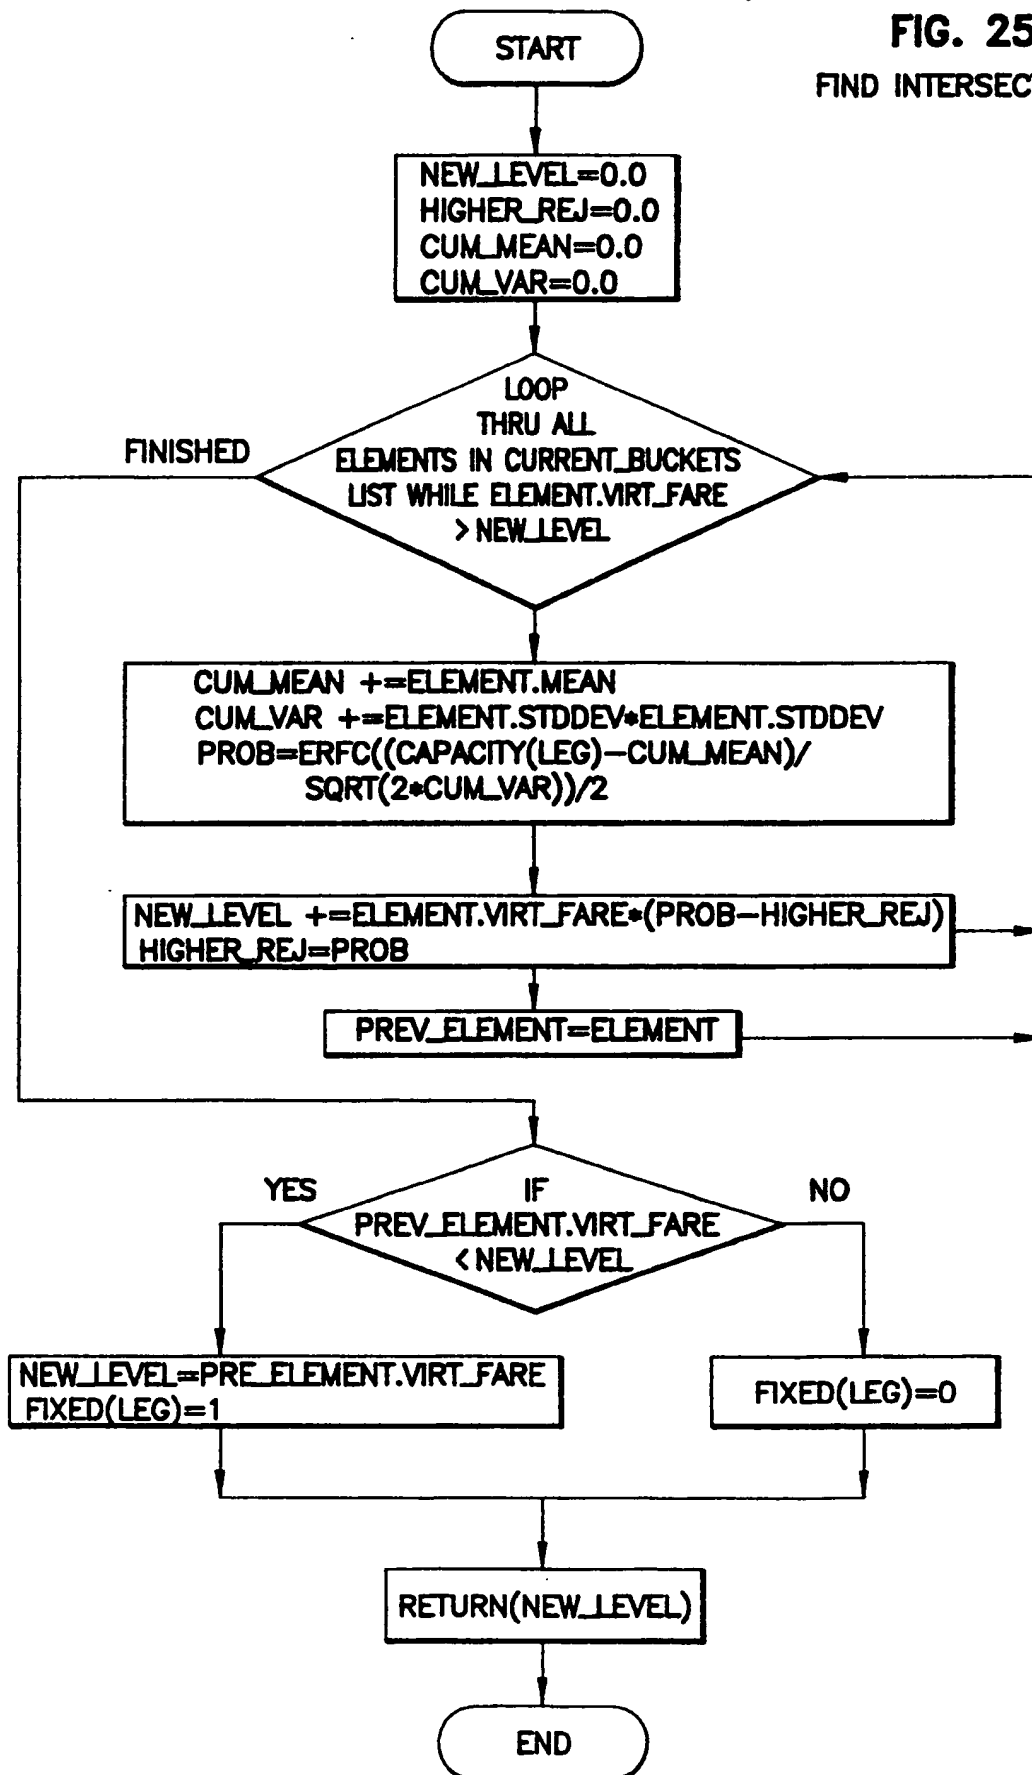 START
FIG. 25
FIND INTERSEC
NEW_LEVEL=0.0
HIGHER_REJ=0.0
CUM_MEAN=0.0
CUM_VAR=0.0
LOOP
THRU ALL
ELEMENTS IN CURRENT_BUCKETS
LIST WHILE ELEMENT.VIRT_FARE
> NEW_LEVEL
FINISHED
CUM_MEAN +=ELEMENT.MEAN
CUM_VAR +=ELEMENT.STDDEV*ELEMENT.STDDEV
PROB=ERFC((CAPACITY(LEG)-CUM_MEAN)/
SQRT(2*CUM_VAR))/2
NEW_LEVEL +=ELEMENT.VIRT_FARE*(PROB-HIGHER_REJ)
HIGHER_REJ=PROB
PREV_ELEMENT=ELEMENT
YES
IF
PREV_ELEMENT.VIRT_FARE
< NEW_LEVEL
NO
NEW_LEVEL=PRE_ELEMENT.VIRT_FARE
FIXED(LEG)=1
FIXED(LEG)=0
RETURN(NEW_LEVEL)
END